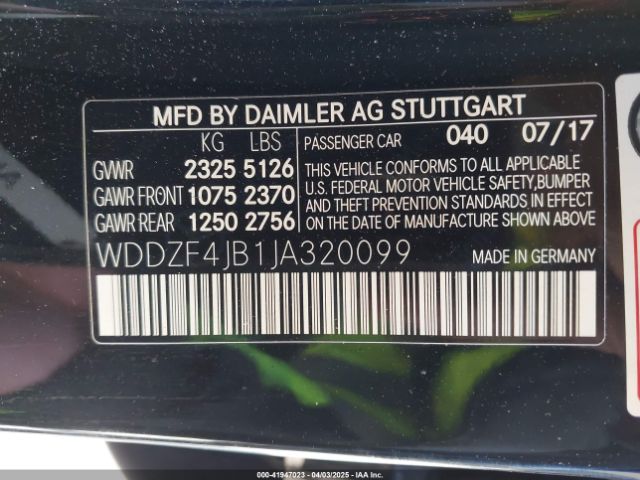 MFD BY DAIMLER AG STUTTGART
KG LBS
PASSENGER CAR 040 07/17
GVWR 2325 5126
GAWR FRONT 1075 2370
GAWR REAR 1250 2756
THIS VEHICLE CONFORMS TO ALL APPLICABLE
U.S. FEDERAL MOTOR VEHICLE SAFETY,BUMPER
AND THEFT PREVENTION STANDARDS IN EFFECT
ON THE DATE OF MANUFACTURE SHOWN ABOVE
WDDZF4JB1JA320099
MADE IN GERMANY
000-41947023 - 04/03/2025 - IAA Inc.